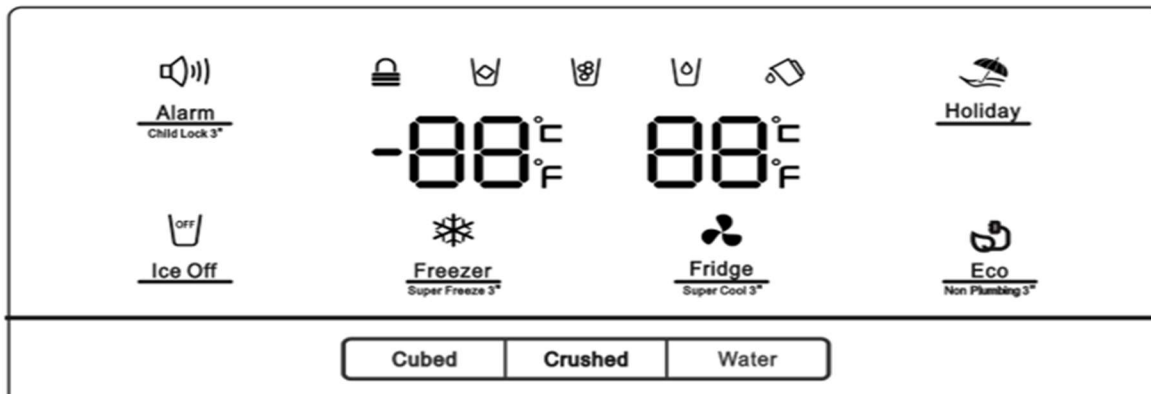 Alarm
Child Lock 3"
-88°C °F
88°C °F
Holiday
OFF
Ice Off
Freezer
Super Freeze 3"
Fridge
Super Cool 3"
Eco
Non Plumbing 3"
Cubed
Crushed
Water